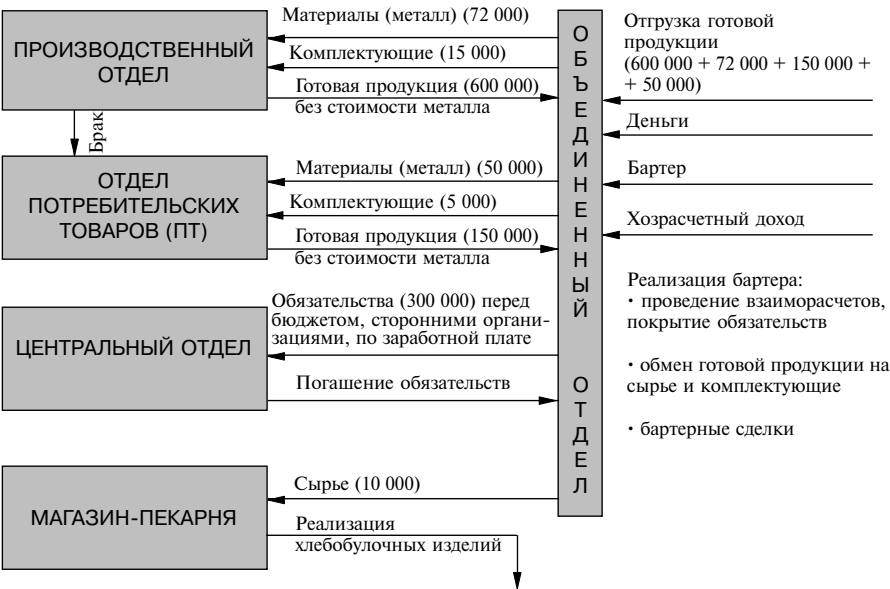 ПРОИЗВОДСТВЕННЫЙ
ОТДЕЛ
Материалы (металл) (72 000)
Комплектующие (15 000)
Готовая продукция (600 000)
без стоимости металла
Брак
ОТДЕЛ
ПОТРЕБИТЕЛЬСКИХ
ТОВАРОВ (ПТ)
Материалы (металл) (50 000)
Комплектующие (5 000)
Готовая продукция (150 000)
без стоимости металла
ЦЕНТРАЛЬНЫЙ ОТДЕЛ
Обязательства (300 000) перед
бюджетом, сторонними органи-
зациями, по заработной плате
Погашение обязательств
МАГАЗИН-ПЕКАРНЯ
Сырье (10 000)
Реализация
хлебобулочных изделий
ОБЪЕДИНЕННЫЙ ОТДЕЛ
Отгрузка готовой
продукции
(600 000 + 72 000 + 150 000 +
+ 50 000)
Деньги
Бартер
Хозрасчетный доход
Реализация бартера:
· проведение взаиморасчетов,
покрытие обязательств
· обмен готовой продукции на
сырье и комплектующие
· бартерные сделки